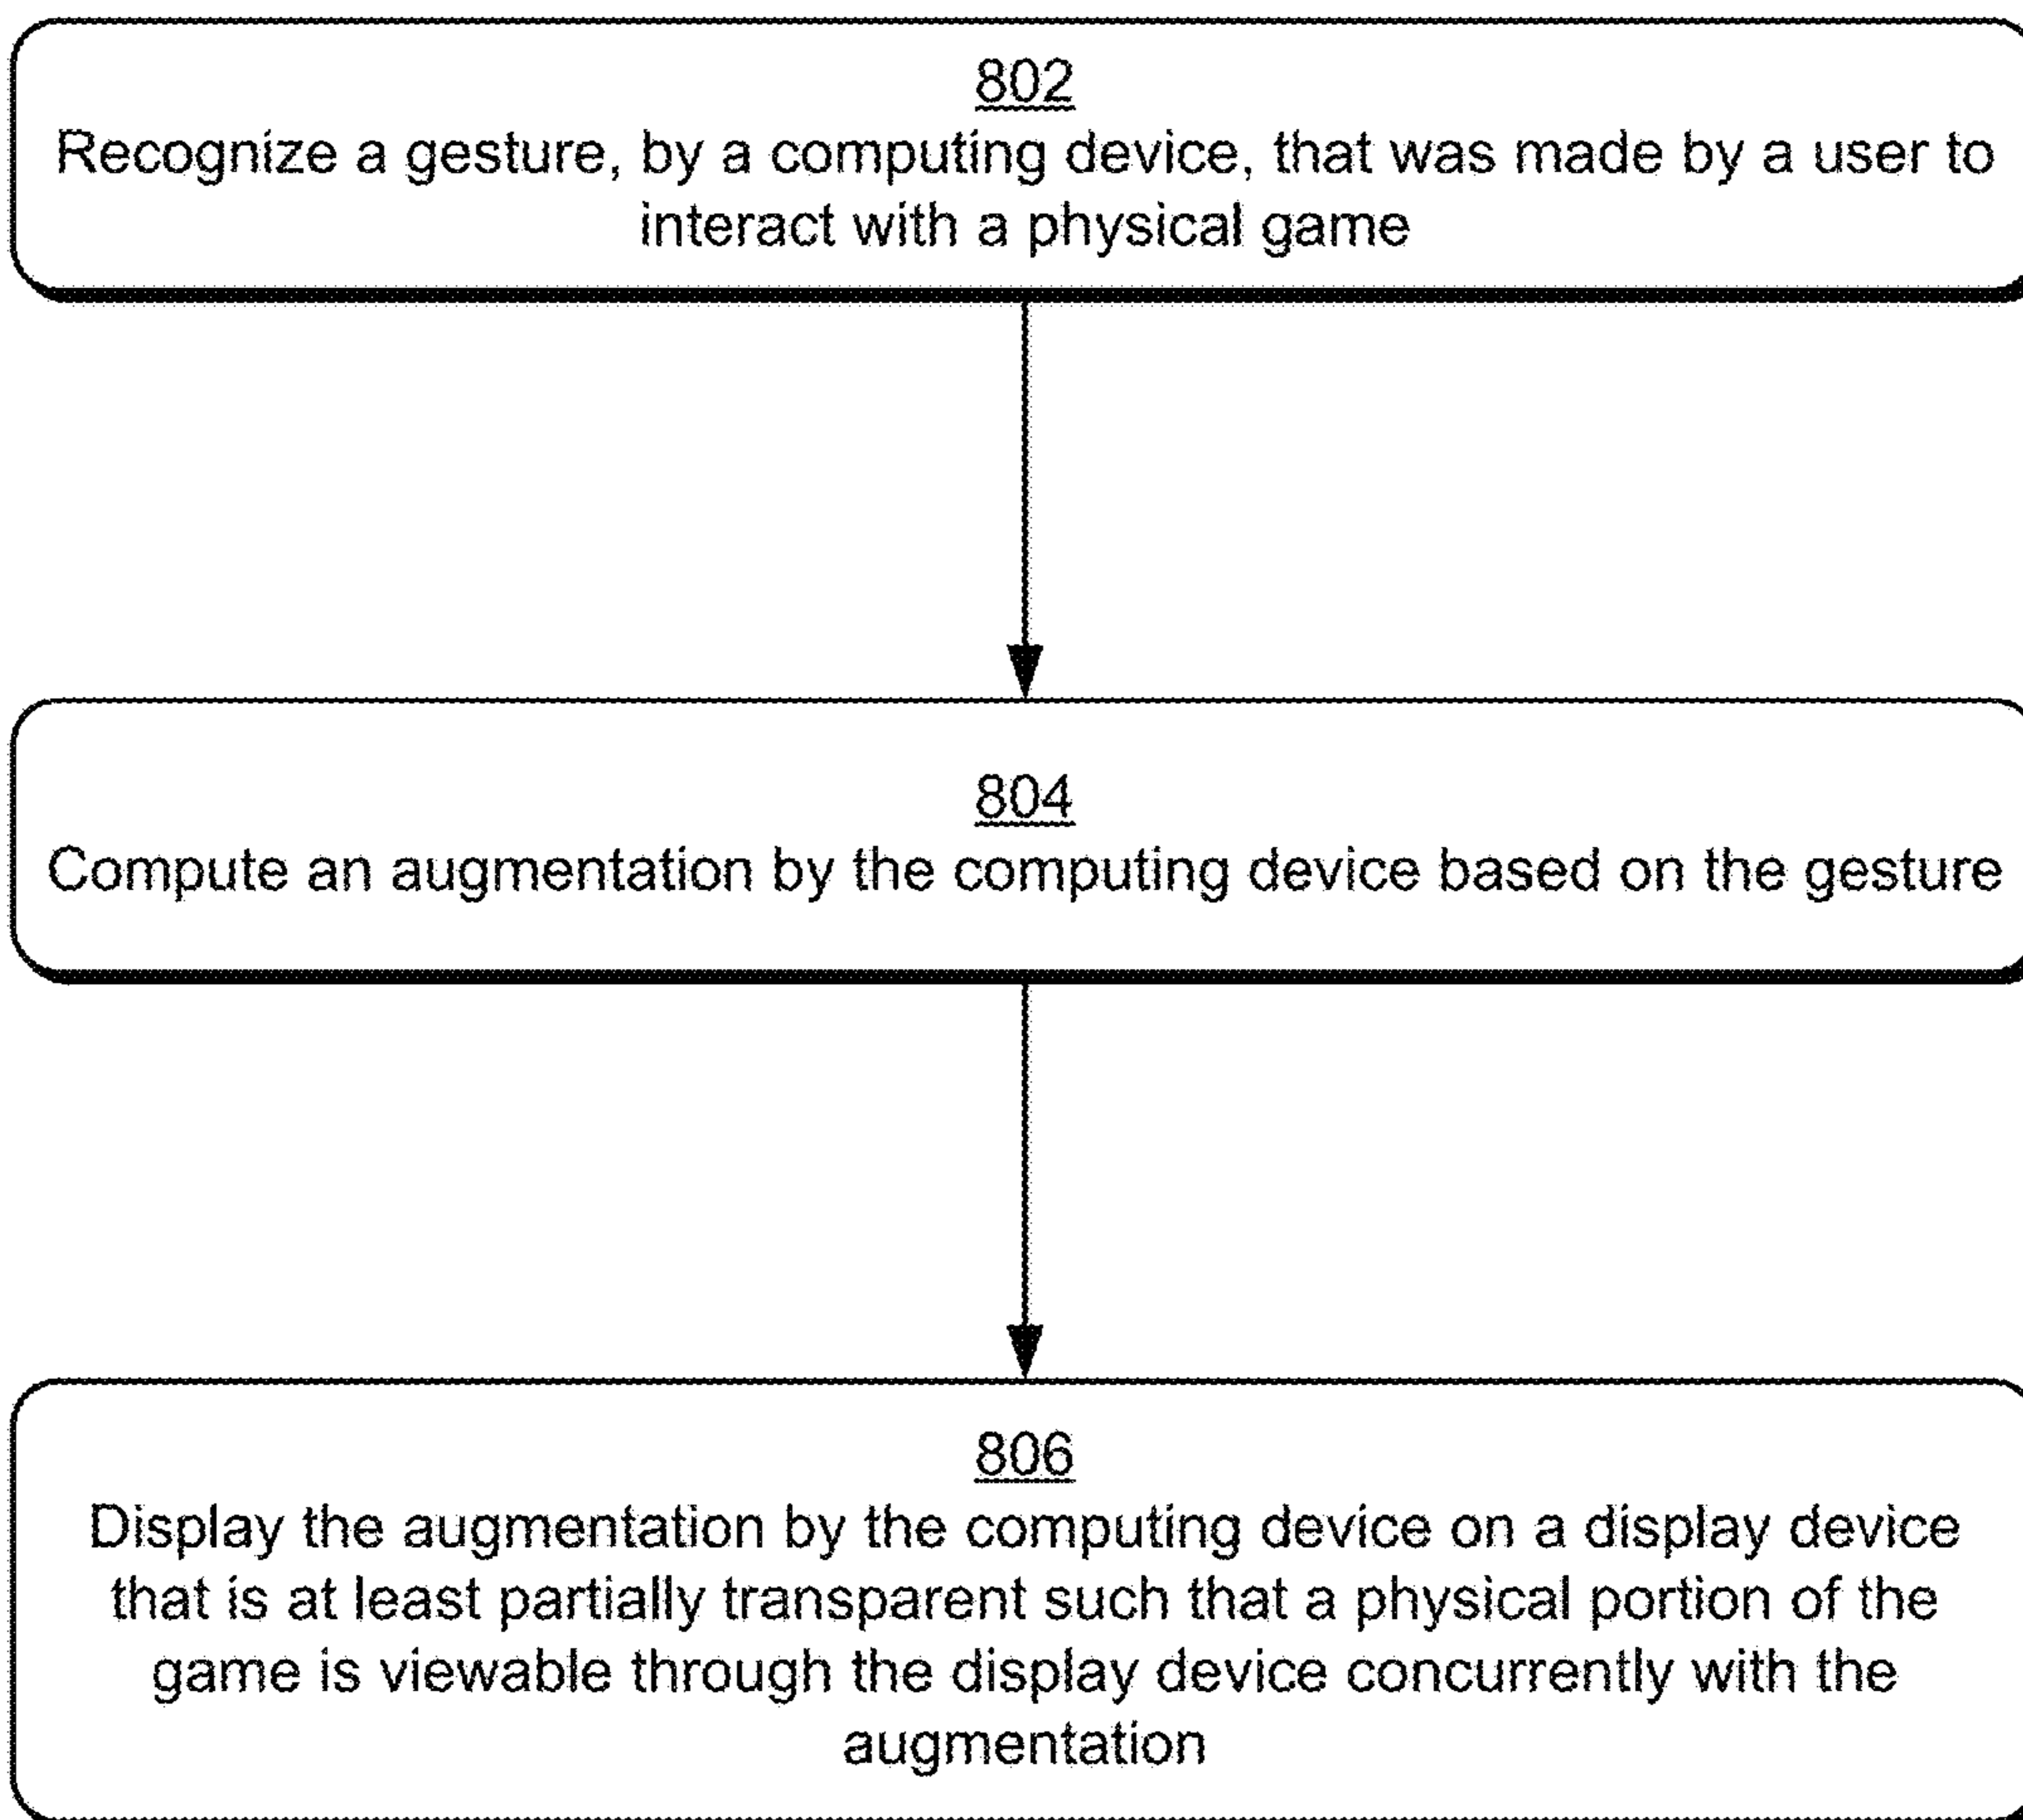 802
Recognize a gesture, by a computing device, that was made by a user to
interact with a physical game
804
Compute an augmentation by the computing device based on the gesture
806
Display the augmentation by the computing device on a display device
that is at least partially transparent such that a physical portion of the
game is viewable through the display device concurrently with the
augmentation